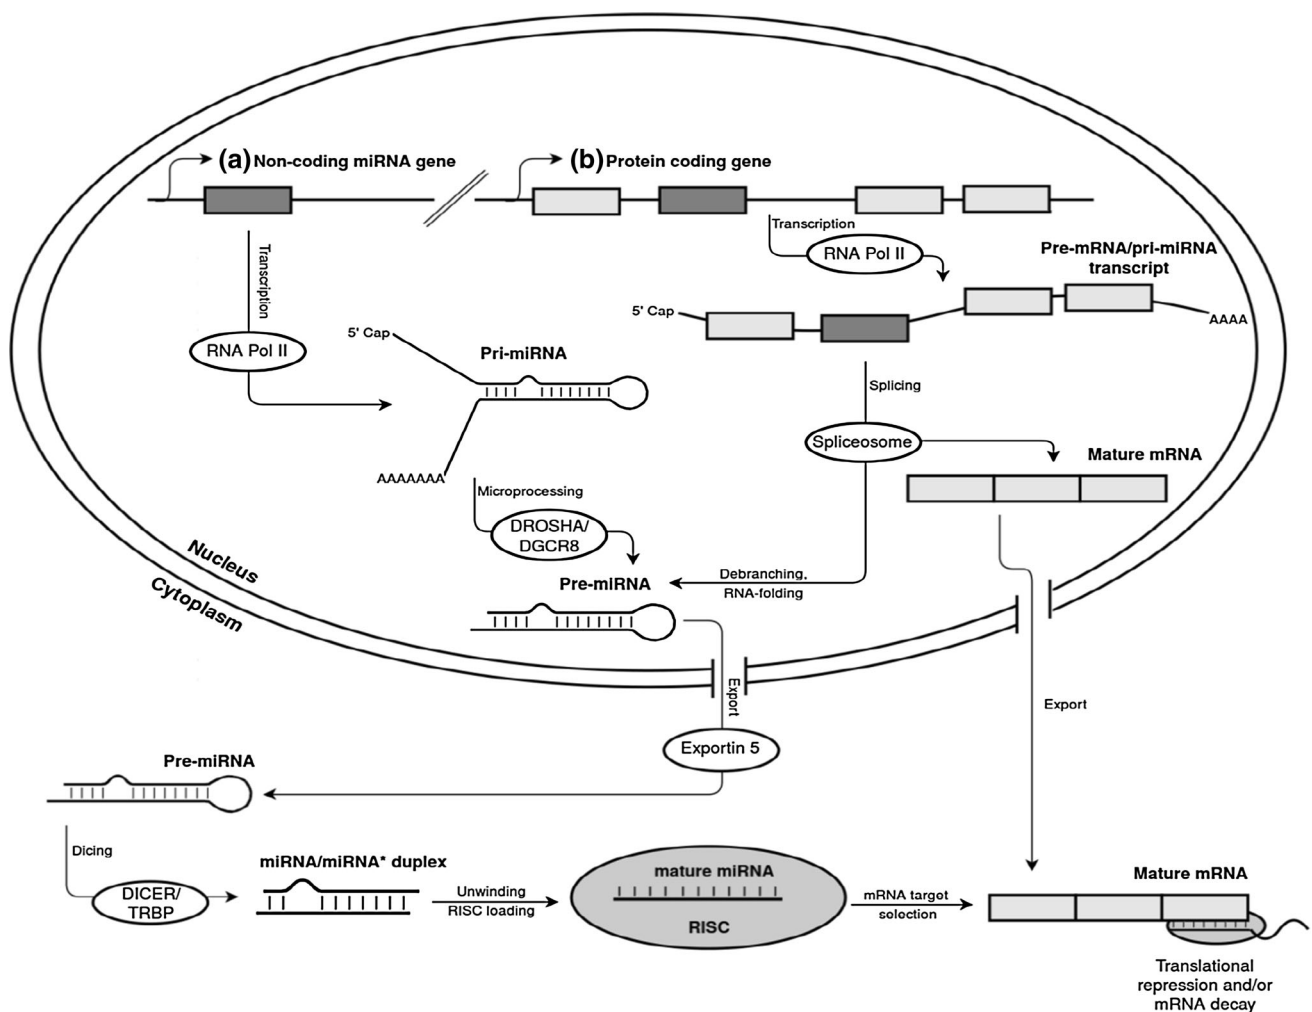 (a) Non-coding miRNA gene
(b) Protein coding gene
Transcription
RNA Pol II
Pre-mRNA/pri-miRNA
transcript
Transcription
5' Cap
AAAA
5' Cap
RNA Pol II
Pri-miRNA
Splicing
Spliceosome
Mature mRNA
AAAAAAA
Microprocessing
DROSHA/
DGCR8
Nucleus
Cytoplasm
Pre-miRNA
Debranching,
RNA-folding
Export
Export
Exportin 5
Pre-miRNA
Dicing
DICER/
TRBP
miRNA/miRNA* duplex
Unwinding
RISC loading
mature miRNA
RISC
mRNA target
selection
Mature mRNA
Translational
repression and/or
mRNA decay